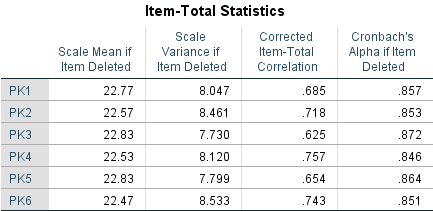 Item-Total Statistics
Scale Mean if Item Deleted	Scale Variance if Item Deleted	Corrected Item-Total Correlation	Cronbach's Alpha if Item Deleted
PK1	22.77	8.047	.685	.857
PK2	22.57	8.461	.718	.853
PK3	22.83	7.730	.625	.872
PK4	22.53	8.120	.757	.846
PK5	22.83	7.799	.654	.864
PK6	22.47	8.533	.743	.851